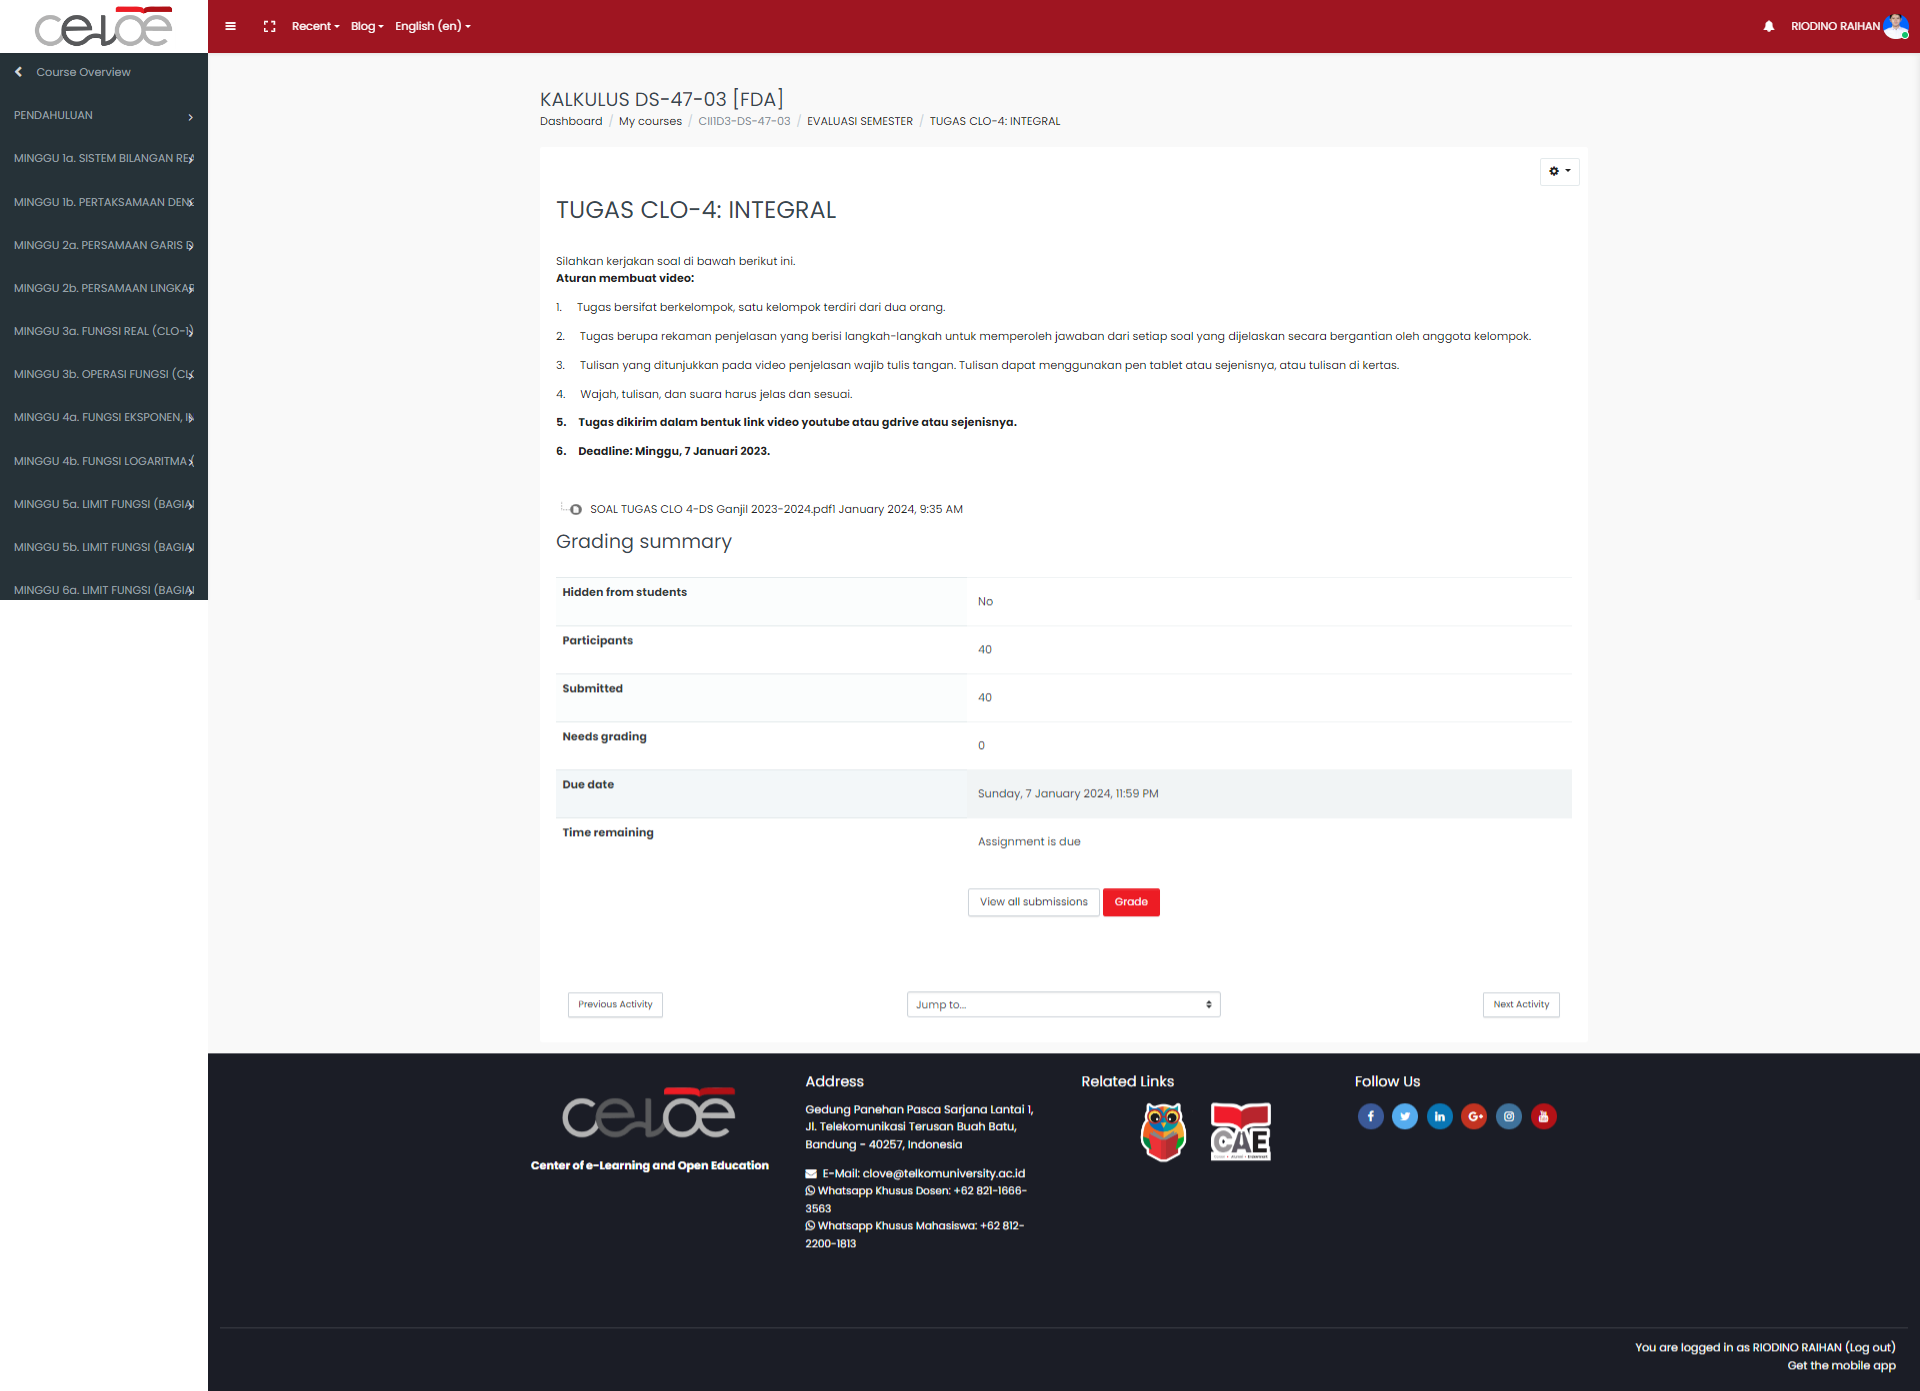 celoe
Recent
Blog
English (en)
RIODINO RAIHAN
Course Overview
PENDAHULUAN
MINGGU 1a. SISTEM BILANGAN REA
MINGGU 1b. PERTAKSAMAAN DEN
MINGGU 2a. PERSAMAAN GARIS D
MINGGU 2b. PERSAMAAN LINGKA
MINGGU 3a. FUNGSI REAL (CLO-1)
MINGGU 3b. OPERASI FUNGSI (CLO
MINGGU 4a. FUNGSI EKSPONEN, I
MINGGU 4b. FUNGSI LOGARITMA (
MINGGU 5a. LIMIT FUNGSI (BAGIA
MINGGU 5b. LIMIT FUNGSI (BAGIA
MINGGU 6a. LIMIT FUNGSI (BAGIA
KALKULUS DS-47-03 [FDA]
Dashboard / My courses / CII1D3-DS-47-03 / EVALUASI SEMESTER / TUGAS CLO-4: INTEGRAL
TUGAS CLO-4: INTEGRAL
Silahkan kerjakan soal di bawah berikut ini.
Aturan membuat video:
1. Tugas bersifat berkelompok, satu kelompok terdiri dari dua orang.
2. Tugas berupa rekaman penjelasan yang berisi langkah-langkah untuk memperoleh jawaban dari setiap soal yang dijelaskan secara bergantian oleh anggota kelompok.
3. Tulisan yang ditunjukkan pada video penjelasan wajib tulis tangan. Tulisan dapat menggunakan pen tablet atau sejenisnya, atau tulisan di kertas.
4. Wajah, tulisan, dan suara harus jelas dan sesuai.
5. Tugas dikirim dalam bentuk link video youtube atau gdrive atau sejenisnya.
6. Deadline: Minggu, 7 Januari 2023.
SOAL TUGAS CLO 4-DS Ganjil 2023-2024.pdf1 January 2024, 9:35 AM
Grading summary
Hidden from students
No
Participants
40
Submitted
40
Needs grading
0
Due date
Sunday, 7 January 2024, 11:59 PM
Time remaining
Assignment is due
View all submissions
Grade
Previous Activity
Jump to...
Next Activity
celoe
Center of e-Learning and Open Education
Address
Gedung Panehan Pasca Sarjana Lantai 1,
Jl. Telekomunikasi Terusan Buah Batu,
Bandung - 40257, Indonesia
E-Mail: clove@telkomuniversity.ac.id
Whatsapp Khusus Dosen: +62 821-1666-
3563
Whatsapp Khusus Mahasiswa: +62 812-
2200-1813
Related Links
CAE
Follow Us
You are logged in as RIODINO RAIHAN (Log out)
Get the mobile app